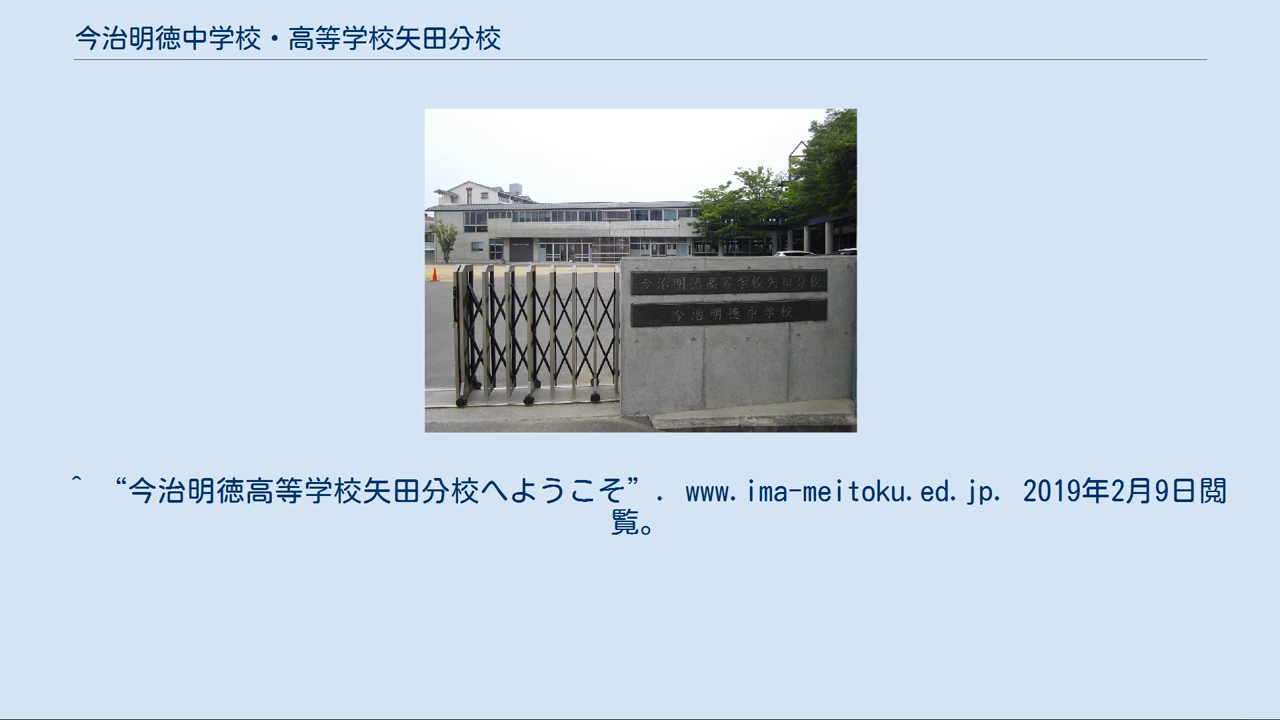 今治明徳中学校・高等学校矢田分校
今治明徳高等学校矢田分校
今治明徳中学校
^ “今治明徳高等学校矢田分校へようこそ”. www.ima-meitoku.ed.jp. 2019年2月9日閲
覧。